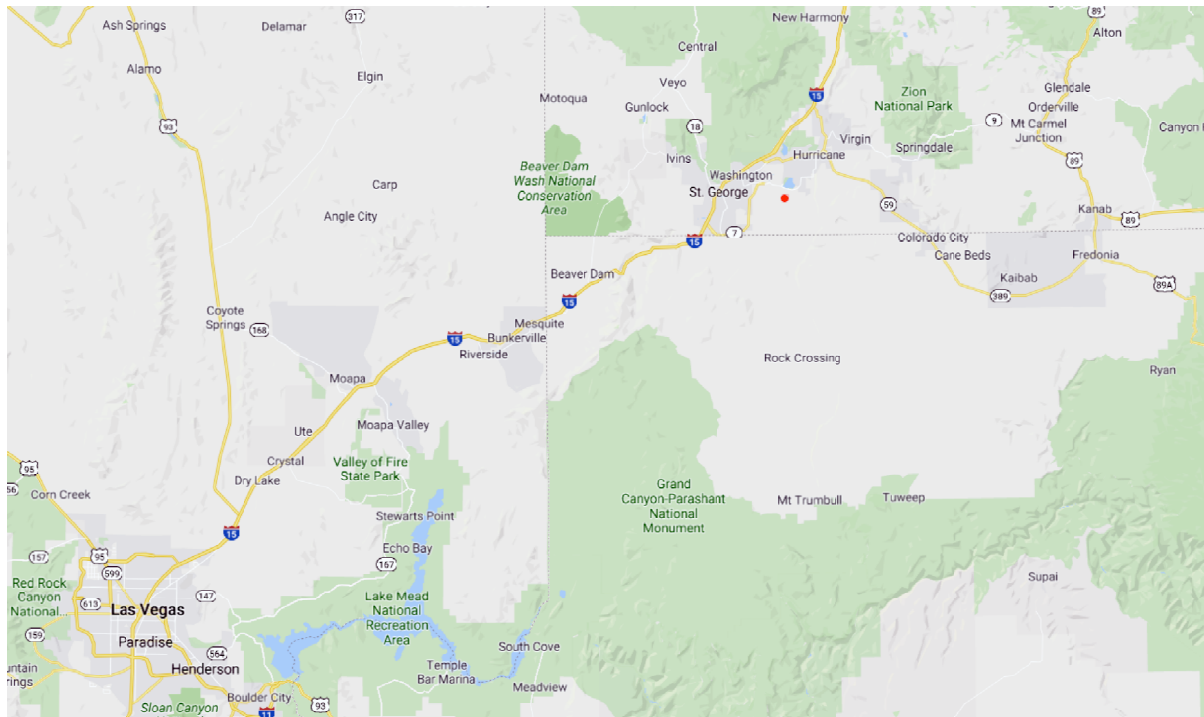 317
New Harmony
89
Ash Springs
Delamar
Alton
Central
Alamo
Elgin
Veyo
Zion
National Park
Glendale
15
Motoqua
Gunlock
Orderville
93
18
Virgin
9
Mt Carmel
Junction
Canyon
Springdale
Ivins
Hurricane
89
Beaver Dam
Wash National
Conservation
Area
Washington
Carp
St. George
59
Angle City
Kanab
89
7
15
Colorado City
Cane Beds
Fredonia
Beaver Dam
Kaibab
89A
389
15
Coyote
Springs
168
Mesquite
Bunkerville
15
Riverside
Rock Crossing
Moapa
Ryan
Moapa Valley
Ute
Crystal
Valley of Fire
State Park
95
Dry Lake
56
Corn Creek
Grand
Canyon-Parashant
National
Monument
Mt Trumbull
Tuweep
Stewarts Point
15
157
95
Echo Bay
167
599
Red Rock
Canyon
National...
Supai
147
613
Las Vegas
Lake Mead
National
Recreation
Area
159
Paradise
564
South Cove
Henderson
Temple
Bar Marina
untain
rings
Meadview
Boulder City
93
Sloan Canyon
11